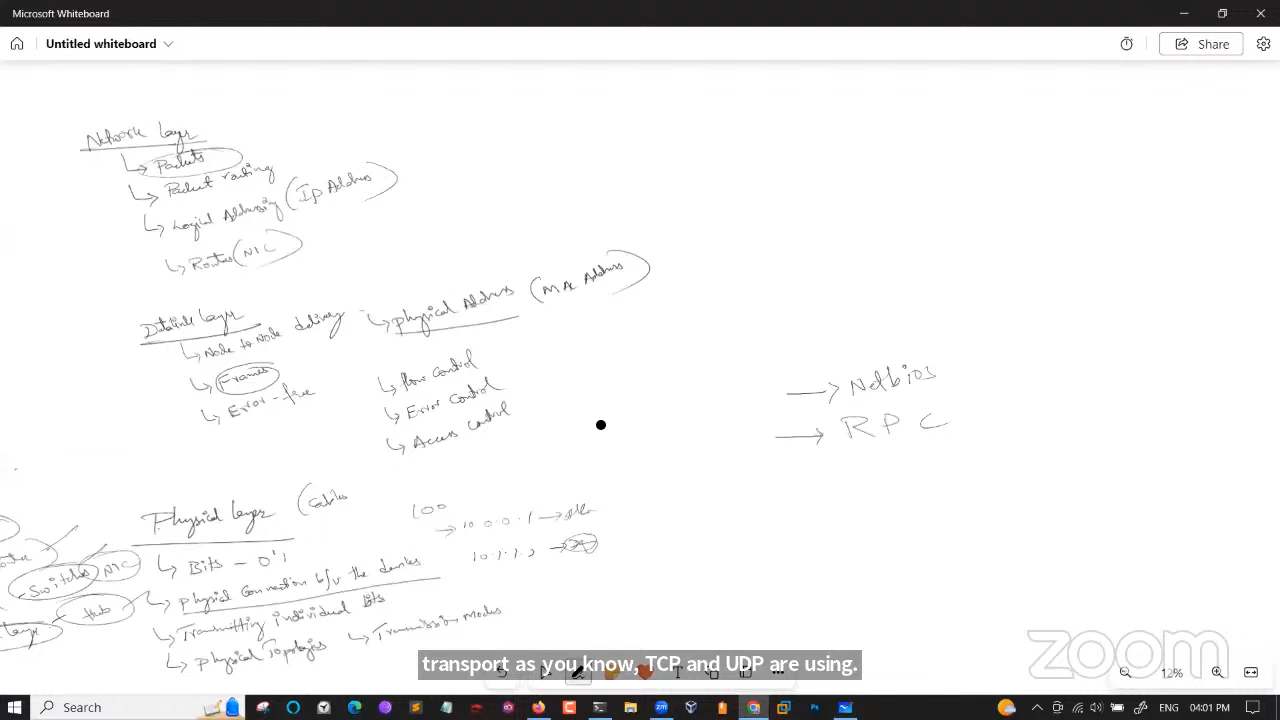 Microsoft Whiteboard
Untitled whiteboard
Share
Network layer
Packets
Packet routing
Logical Addressing (Ip Address)
Router (NIC)
Datalink layer
Node to Node delivery
Frames
Error-free
physical Address (MAC Address)
flow control
Error Control
Access control
Netbios
RPC
Physical layer (Cables
Bits - 0's
physical Connection b/w the devices
Transmitting individual bits
physical Topologies
Transmission modes
100
10.0.0.1
Switches
NIC
Hub
layer
transport as you know, TCP and UDP are using.
zoom
12%
Search
ENG
04:01 PM